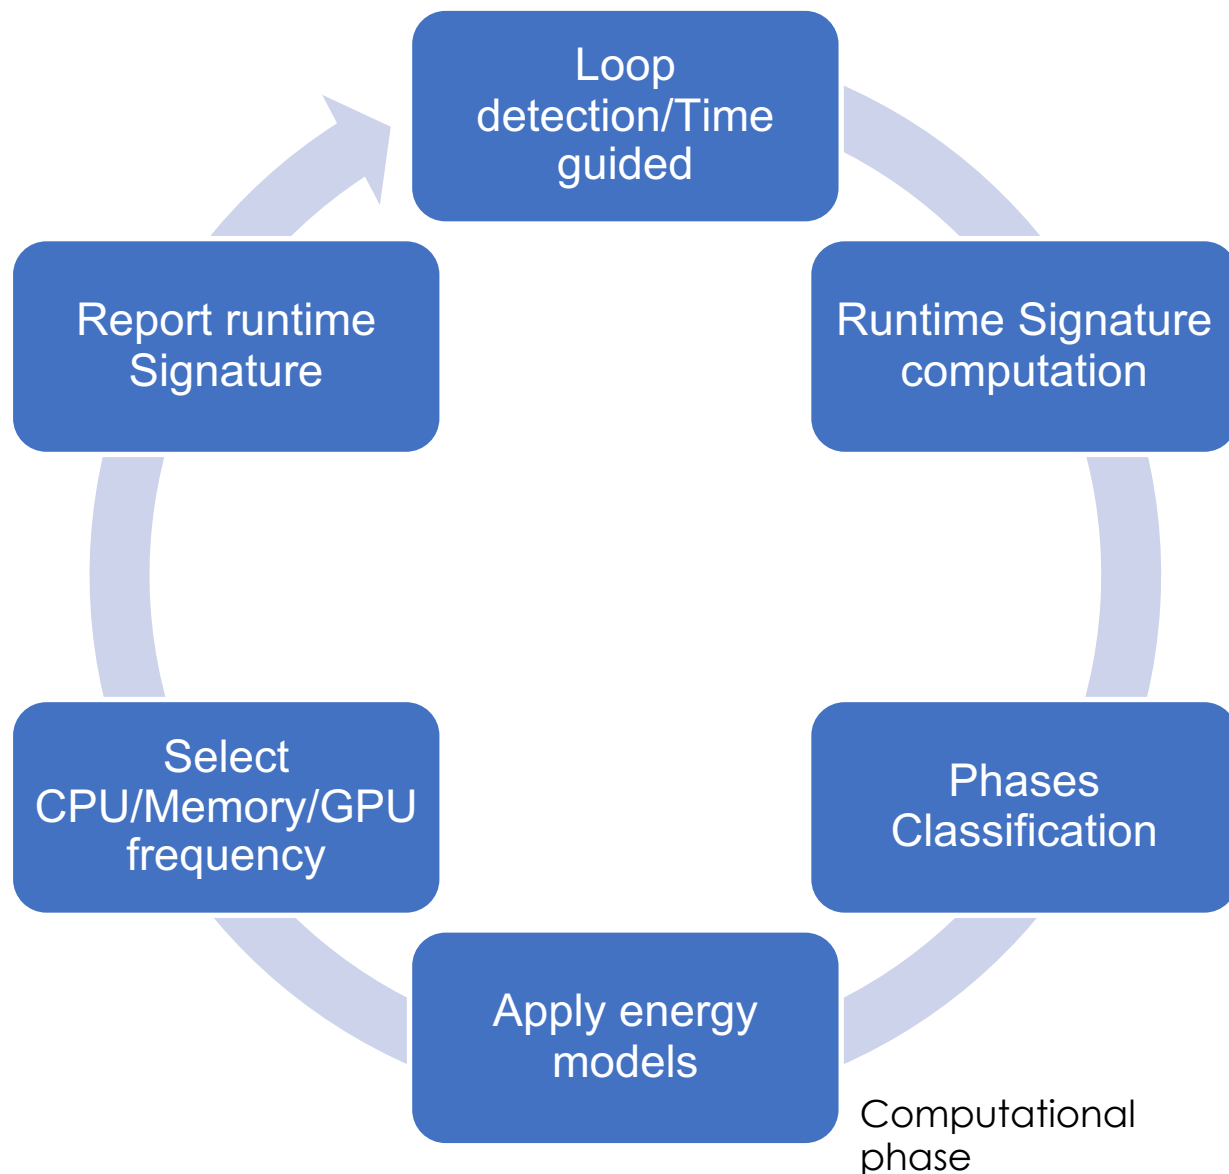 Loop
detection/Time
guided
Runtime Signature
computation
Phases
Classification
Apply energy
models
Computational
phase
Select
CPU/Memory/GPU
frequency
Report runtime
Signature